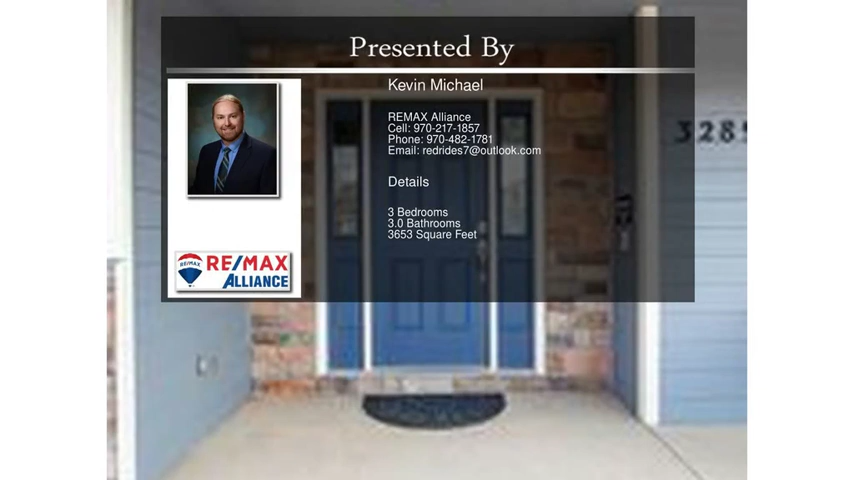 Presented By
Kevin Michael
REMAX Alliance
Cell: 970-217-1857
Phone: 970-482-1781
Email: redrides7@outlook.com
Details
3 Bedrooms
3.0 Bathrooms
3653 Square Feet
RE/MAX
RE/MAX
ALLIANCE